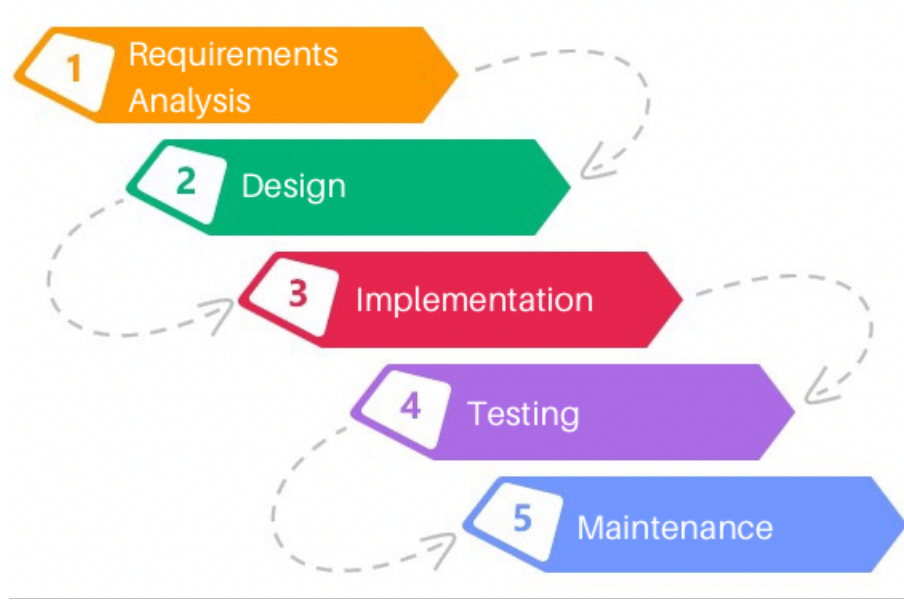 1
Requirements
Analysis
2
Design
3
Implementation
4
Testing
5
Maintenance